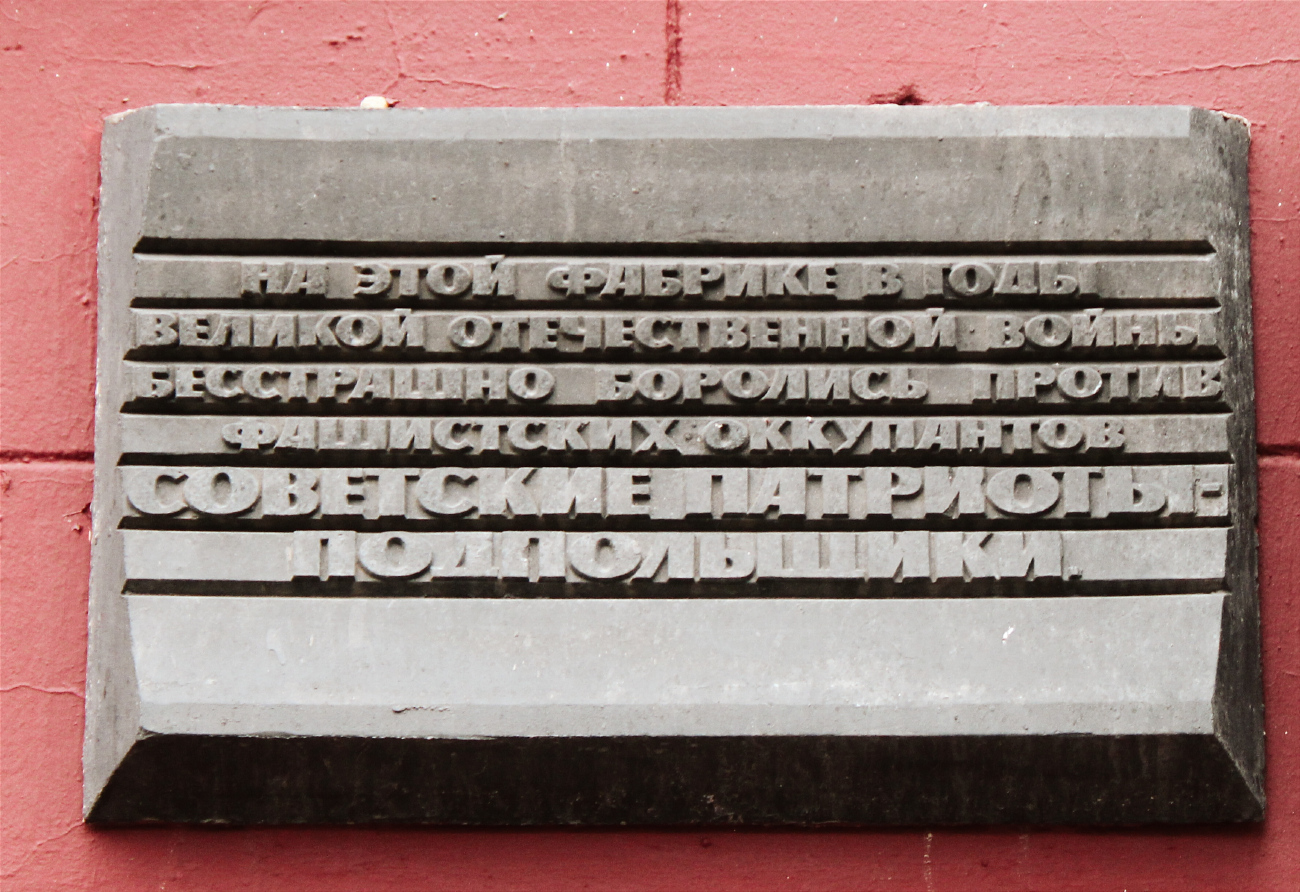 НА ЭТОЙ ФАБРИКЕ В ГОДЫ
ВЕЛИКОЙ ОТЕЧЕСТВЕННОЙ ВОЙНЫ
БЕССТРАШНО БОРОЛИСЬ ПРОТИВ
ФАШИСТСКИХ ОККУПАНТОВ
СОВЕТСКИЕ ПАТРИОТЫ-
ПОДПОЛЬЩИКИ.